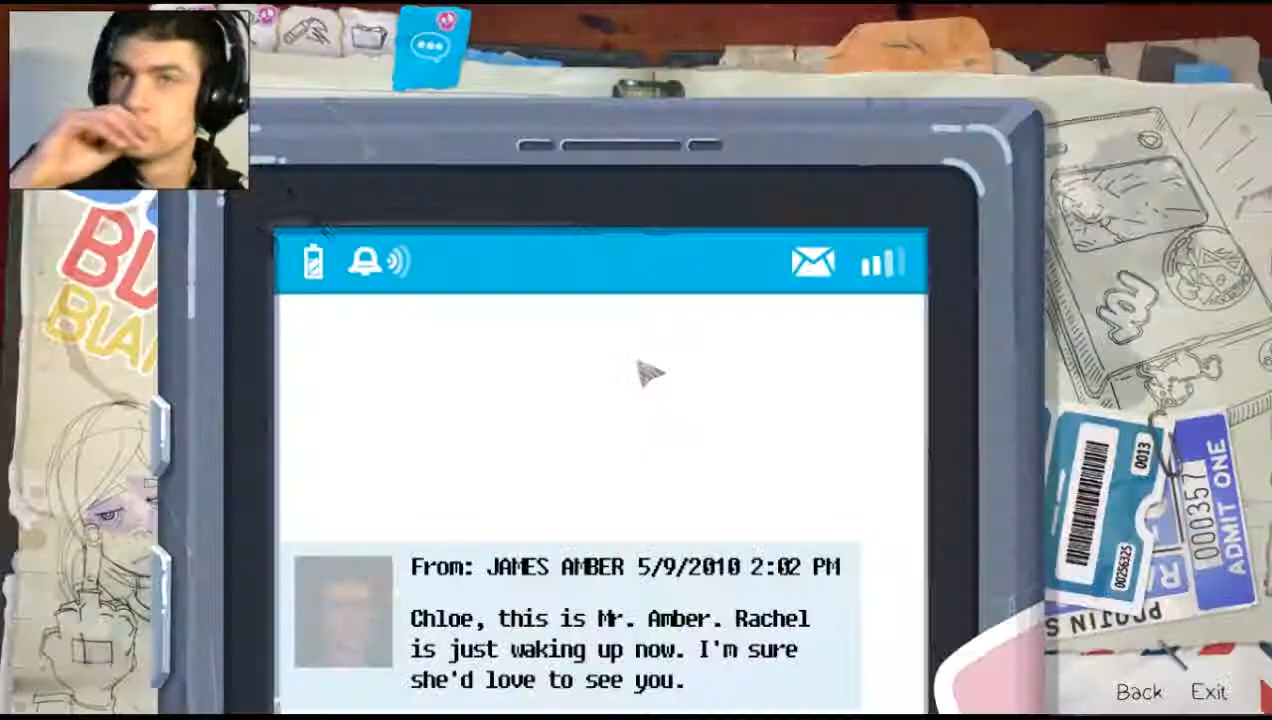 From: JAMES AMBER 5/9/2010 2:02 PM
Chloe, this is Mr. Amber. Rachel
is just waking up now. I'm sure
she'd love to see you.
0013
00256325
000357
ADMIT ONE
Back
Exit